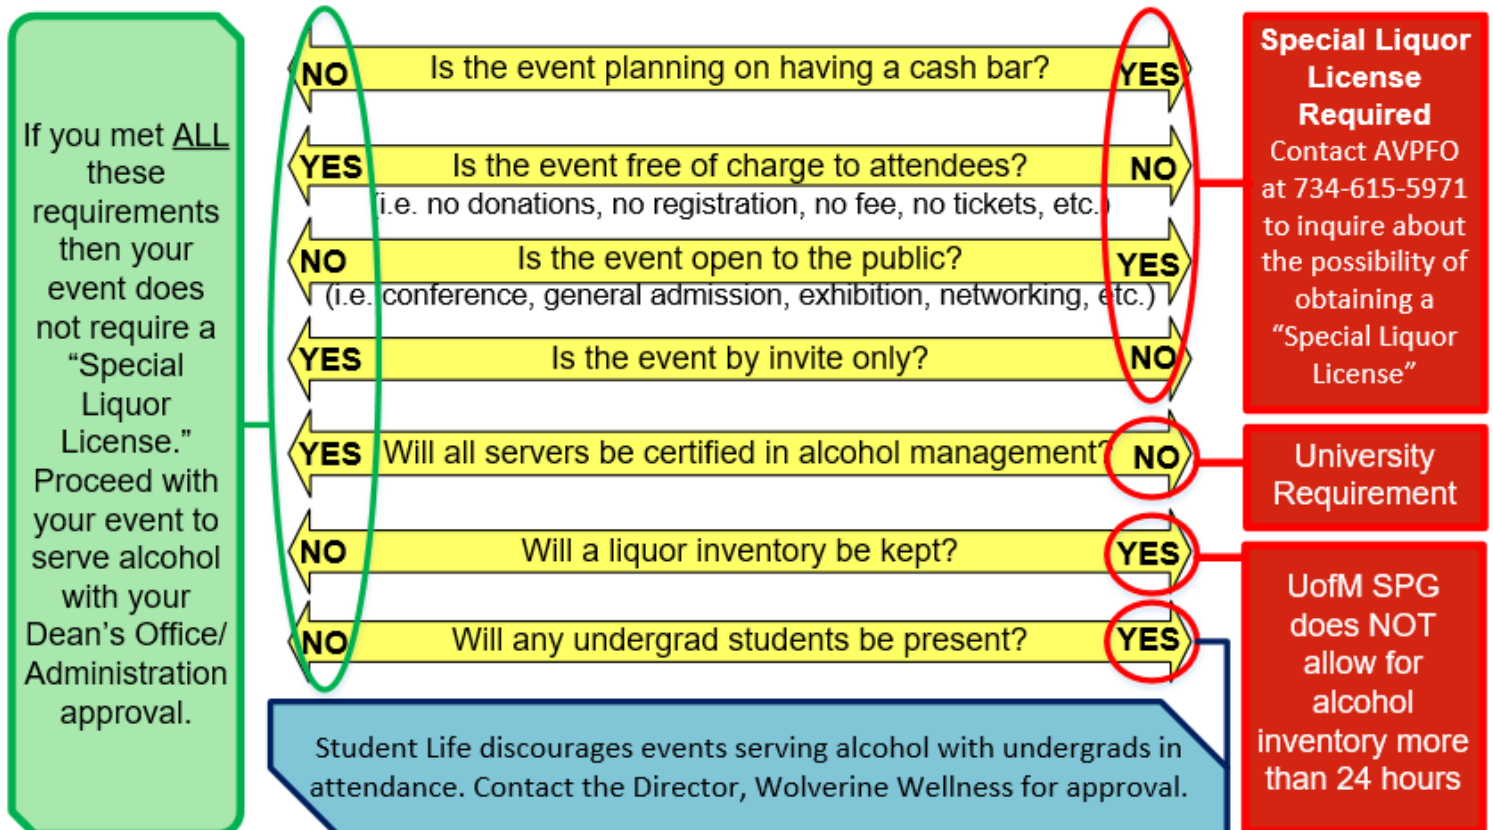 If you met ALL
these
requirements
then your
event does
not require a
“Special
Liquor
License.”
Proceed with
your event to
serve alcohol
with your
Dean’s Office/
Administration
approval.
NO Is the event planning on having a cash bar? YES
YES Is the event free of charge to attendees? NO
(i.e. no donations, no registration, no fee, no tickets, etc.)
NO Is the event open to the public? YES
(i.e. conference, general admission, exhibition, networking, etc.)
YES Is the event by invite only? NO
YES Will all servers be certified in alcohol management? NO
NO Will a liquor inventory be kept? YES
NO Will any undergrad students be present? YES
Student Life discourages events serving alcohol with undergrads in
attendance. Contact the Director, Wolverine Wellness for approval.
Special Liquor
License
Required
Contact AVPFO
at 734-615-5971
to inquire about
the possibility of
obtaining a
“Special Liquor
License”
University
Requirement
UofM SPG
does NOT
allow for
alcohol
inventory more
than 24 hours